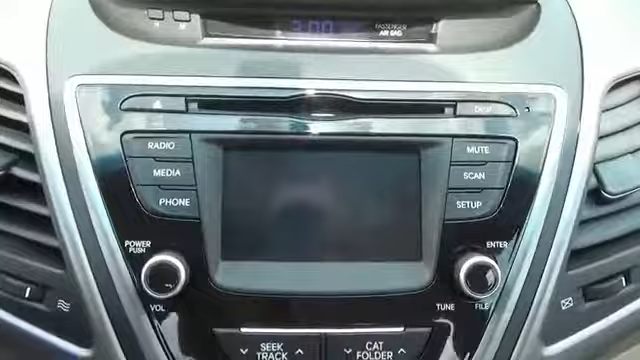 3:00
PASSENGER
AIR BAG
DISP
RADIO
MUTE
MEDIA
SCAN
PHONE
SETUP
POWER
PUSH
ENTER
VOL
TUNE
FILE
SEEK
TRACK
CAT
FOLDER